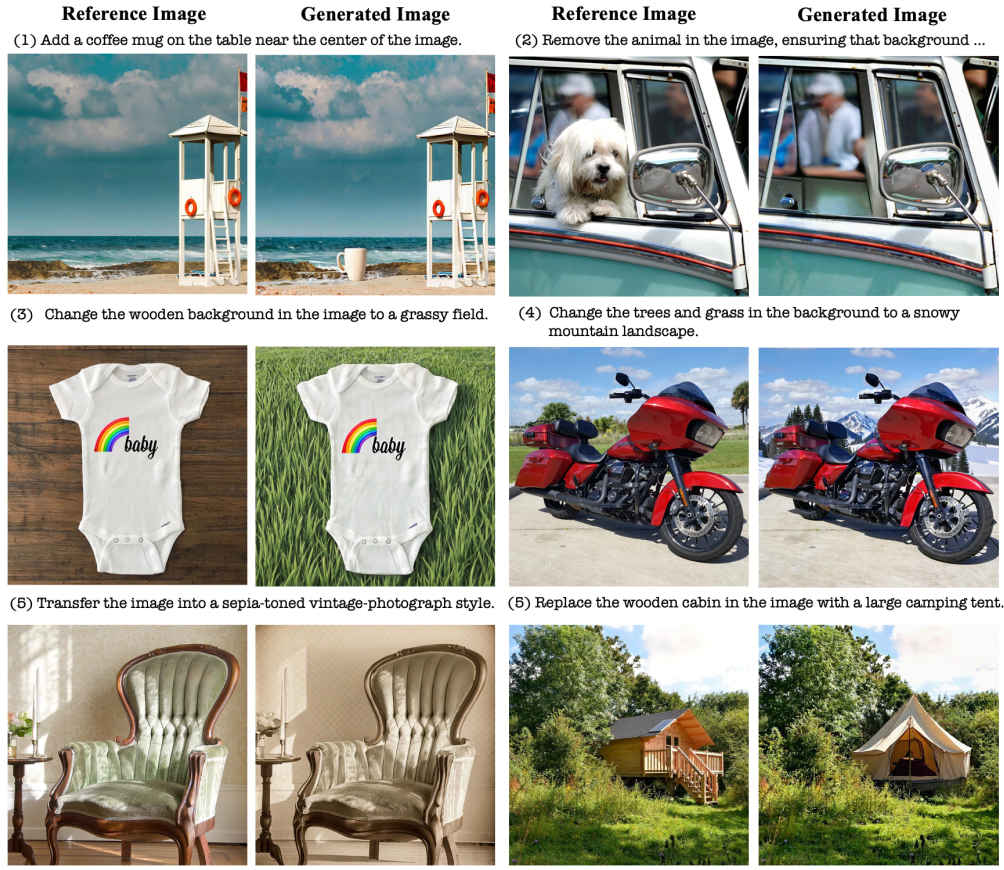 Reference Image
Generated Image
Reference Image
Generated Image
(1) Add a coffee mug on the table near the center of the image.
(2) Remove the animal in the image, ensuring that background ...
(3) Change the wooden background in the image to a grassy field.
(4) Change the trees and grass in the background to a snowy
mountain landscape.
baby
baby
(5) Transfer the image into a sepia-toned vintage-photograph style.
(5) Replace the wooden cabin in the image with a large camping tent.